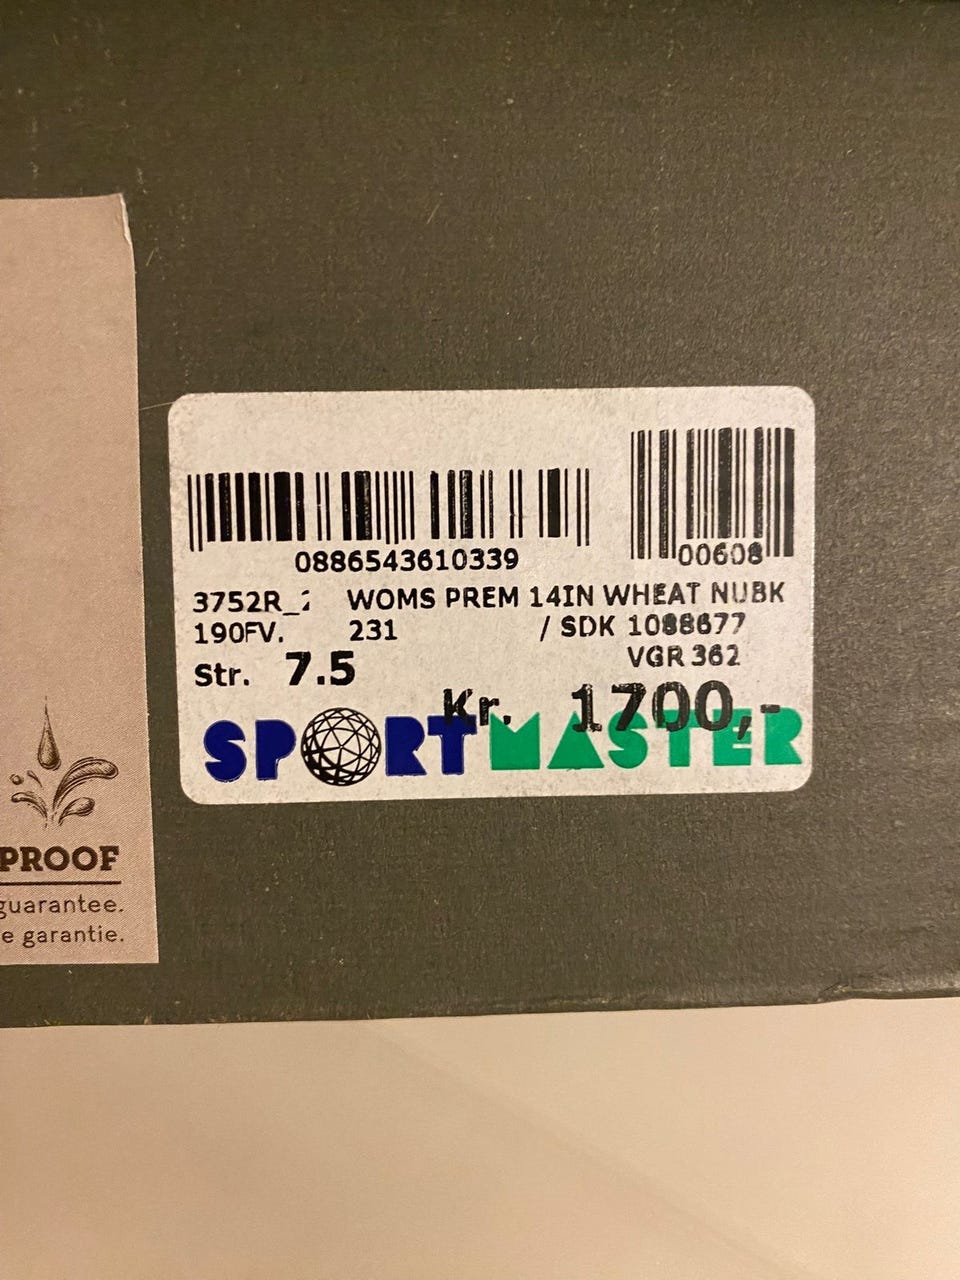 0886543610339
00608
3752R_2 WOMS PREM 14IN WHEAT NUBK
190FV. 231 / SDK 1088677
VGR 362
Str. 7.5
Kr. 1700,-
SPORTMASTER
PROOF
guarantee.
e garantie.